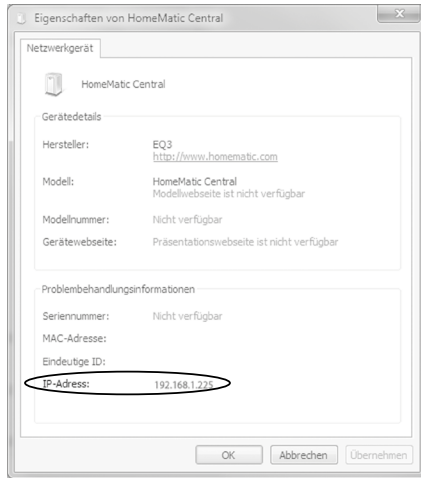 Eigenschaften von HomeMatic Central
Netzwerkgerät
HomeMatic Central
Gerätedetails
Hersteller: EQ3
http://www.homematic.com
Modell: HomeMatic Central
Modellwebseite ist nicht verfügbar
Modellnummer: Nicht verfügbar
Gerätewebseite: Präsentationswebseite ist nicht verfügbar
Problembehandlungsinformationen
Seriennummer: Nicht verfügbar
MAC-Adresse:
Eindeutige ID:
IP-Adress: 192.168.1.225
OK Abbrechen Übernehmen